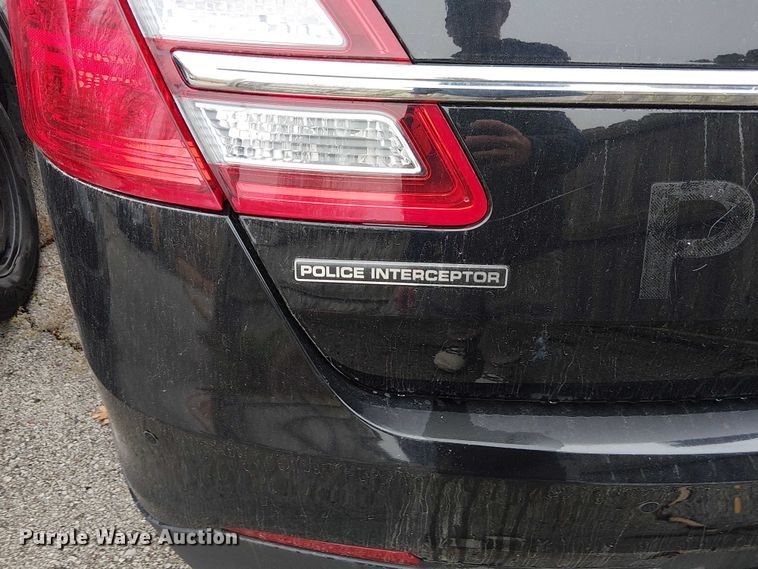 P
POLICE INTERCEPTOR
Purple Wave Auction